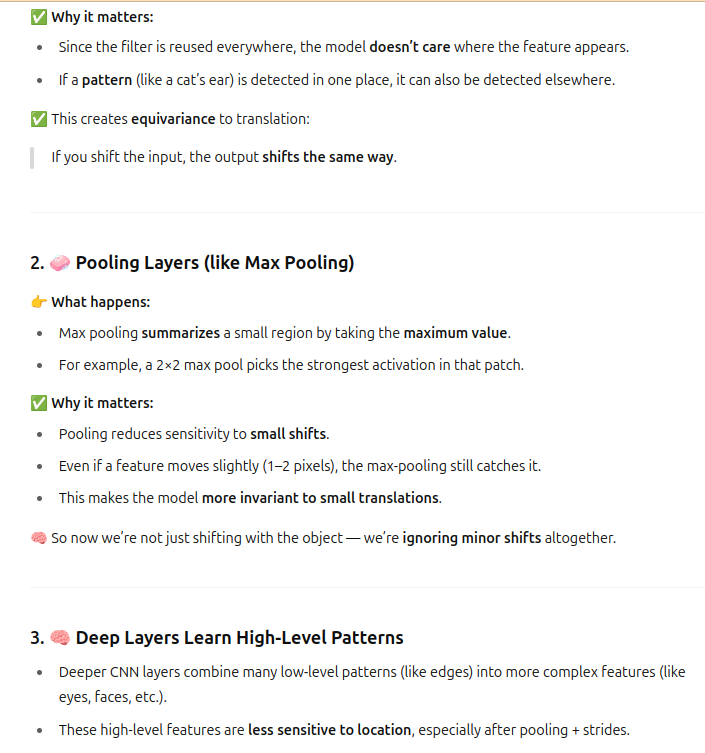 ✅ Why it matters:
• Since the filter is reused everywhere, the model doesn’t care where the feature appears.
• If a pattern (like a cat’s ear) is detected in one place, it can also be detected elsewhere.
✅ This creates equivariance to translation:
If you shift the input, the output shifts the same way.
2. 🧼 Pooling Layers (like Max Pooling)
👉 What happens:
• Max pooling summarizes a small region by taking the maximum value.
• For example, a 2×2 max pool picks the strongest activation in that patch.
✅ Why it matters:
• Pooling reduces sensitivity to small shifts.
• Even if a feature moves slightly (1–2 pixels), the max-pooling still catches it.
• This makes the model more invariant to small translations.
🧠 So now we’re not just shifting with the object — we’re ignoring minor shifts altogether.
3. 🧠 Deep Layers Learn High-Level Patterns
• Deeper CNN layers combine many low-level patterns (like edges) into more complex features (like
eyes, faces, etc.).
• These high-level features are less sensitive to location, especially after pooling + strides.